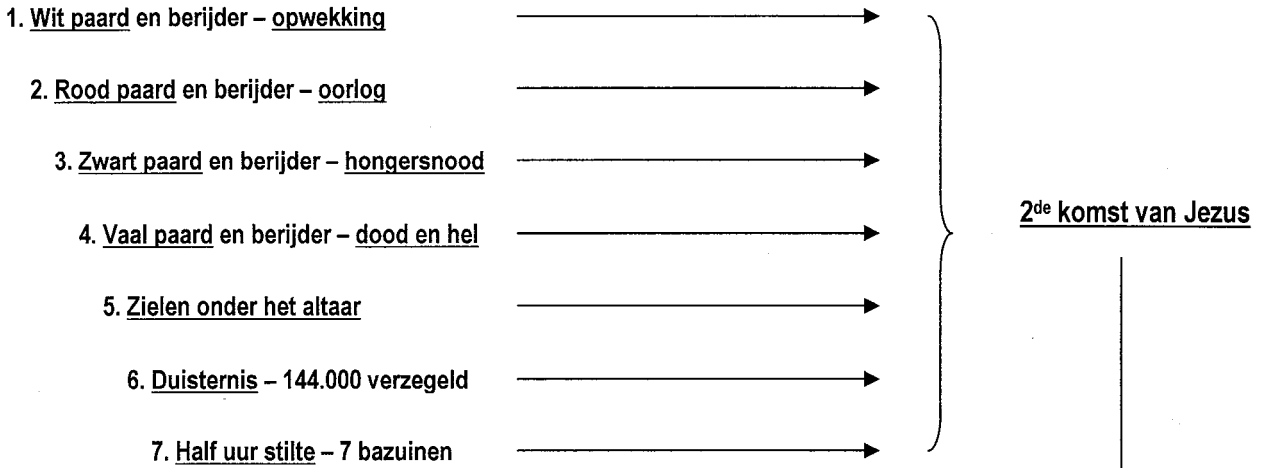 1. Wit paard en berijder – opwekking
2. Rood paard en berijder – oorlog
3. Zwart paard en berijder – hongersnood
2de komst van Jezus
4. Vaal paard en berijder – dood en hel
5. Zielen onder het altaar
6. Duisternis – 144.000 verzegeld
7. Half uur stilte – 7 bazuinen